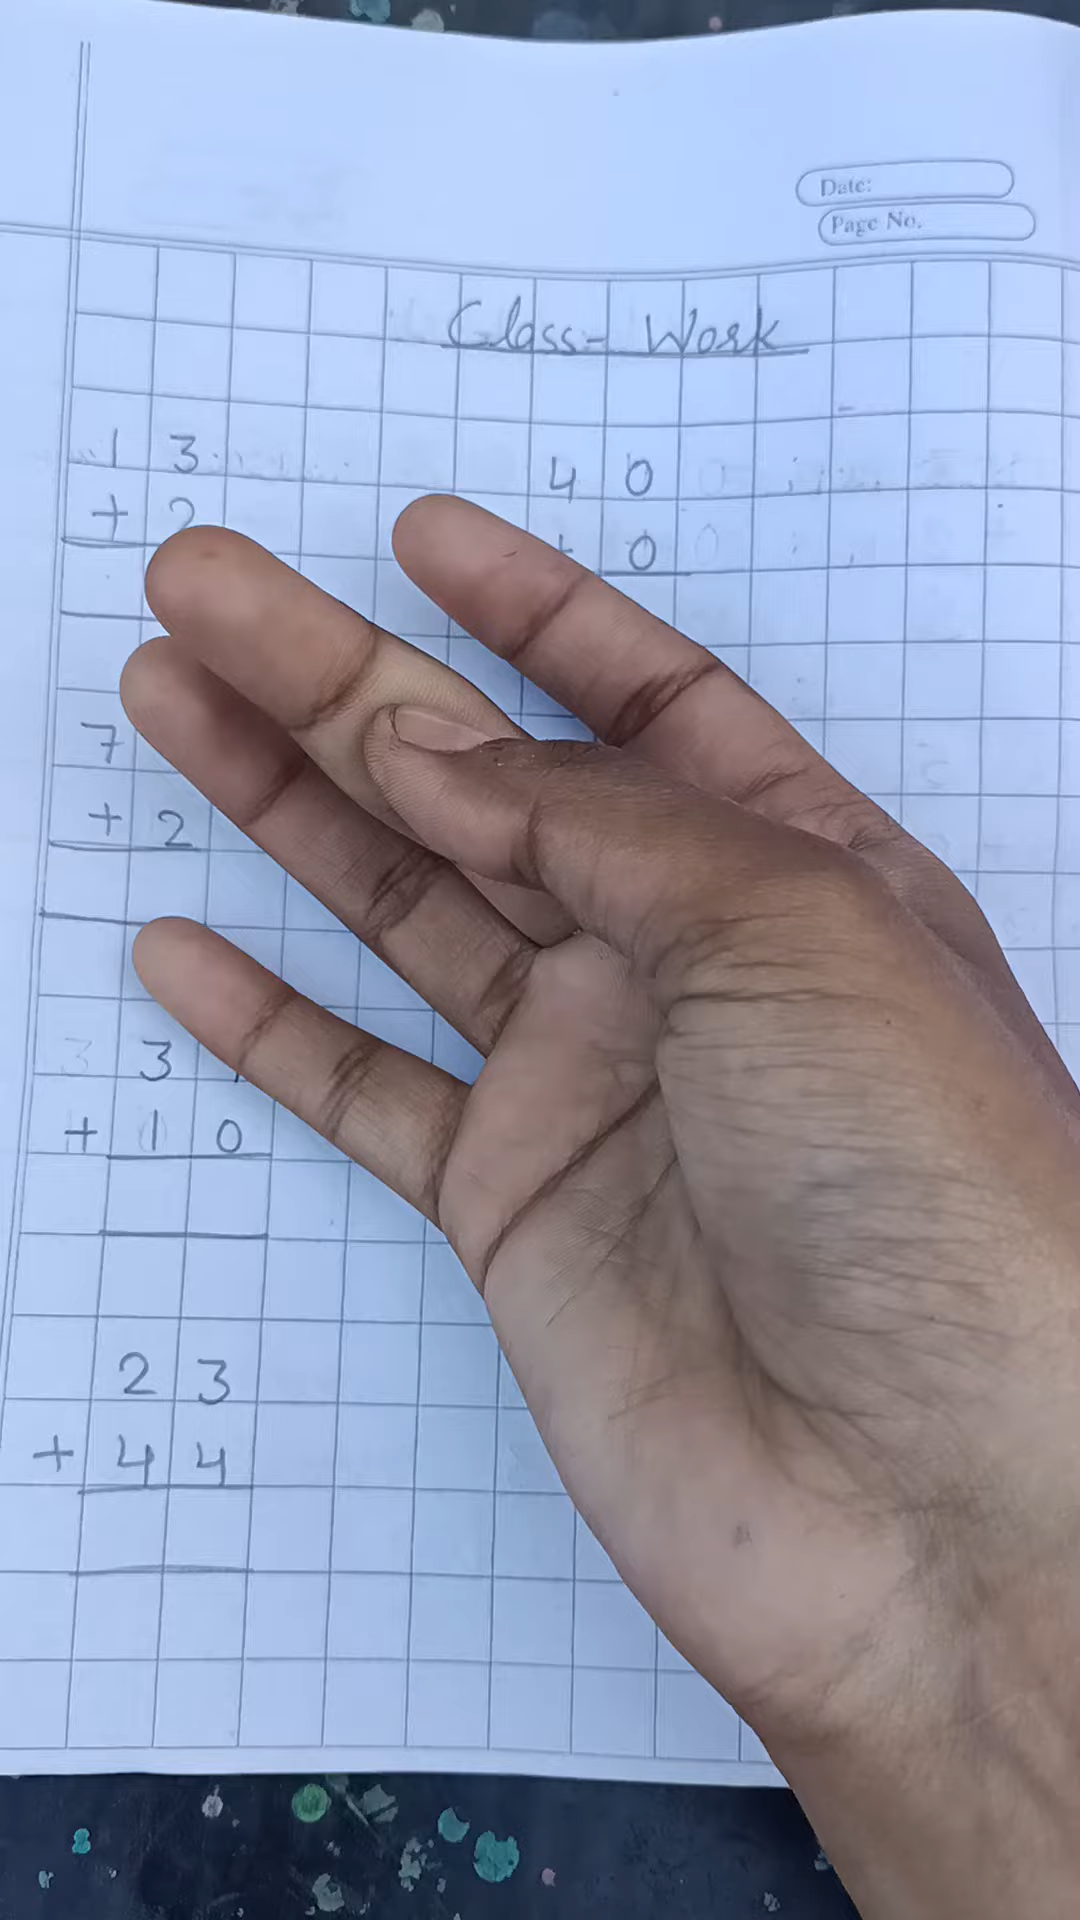 Date:
Page No.
Class- Work
1 3
+ 2
4 0
+ 0
7
+ 2
3
+ 1 0
2 3
+ 4 4